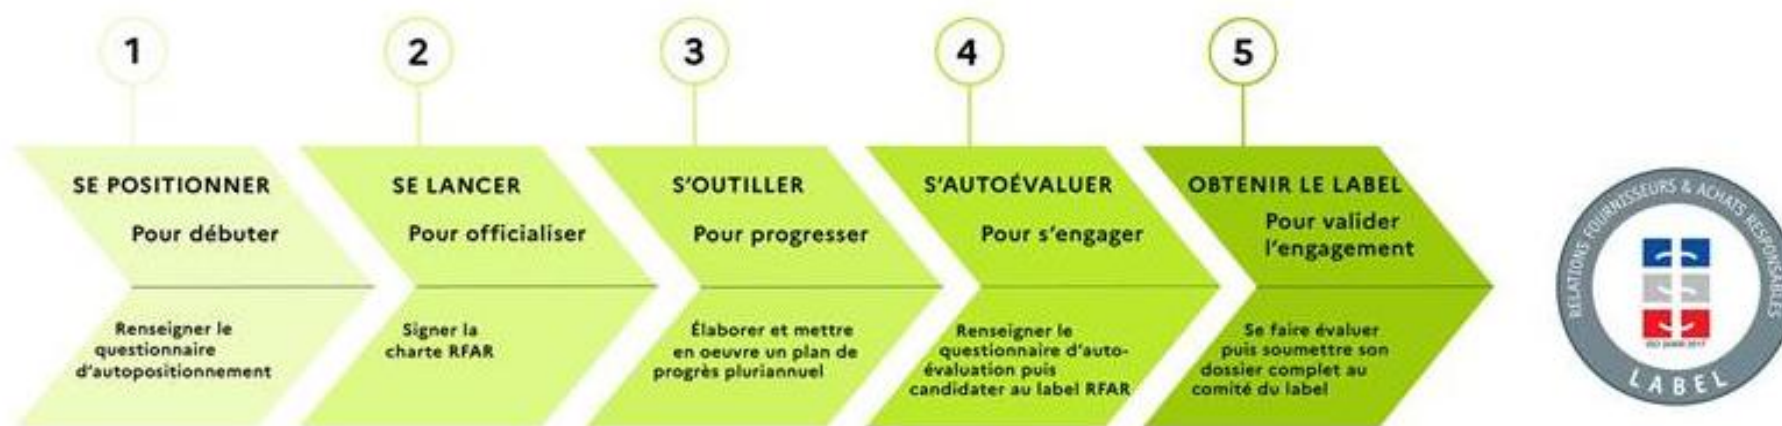 1
SE POSITIONNER
Pour débuter
Renseigner le
questionnaire
d'autopositionnement
2
SE LANCER
Pour officialiser
Signer la
charte RFAR
3
S'OUTILLER
Pour progresser
Élaborer et mettre
en oeuvre un plan de
progrès pluriannuel
4
S'AUTOÉVALUER
Pour s'engager
Renseigner le
questionnaire d'auto-
évaluation puis
candidater au label RFAR
5
OBTENIR LE LABEL
Pour valider
l'engagement
Se faire évaluer
puis soumettre son
dossier complet au
comité du label
RELATIONS FOURNISSEURS & ACHATS RESPONSABLES
LABEL